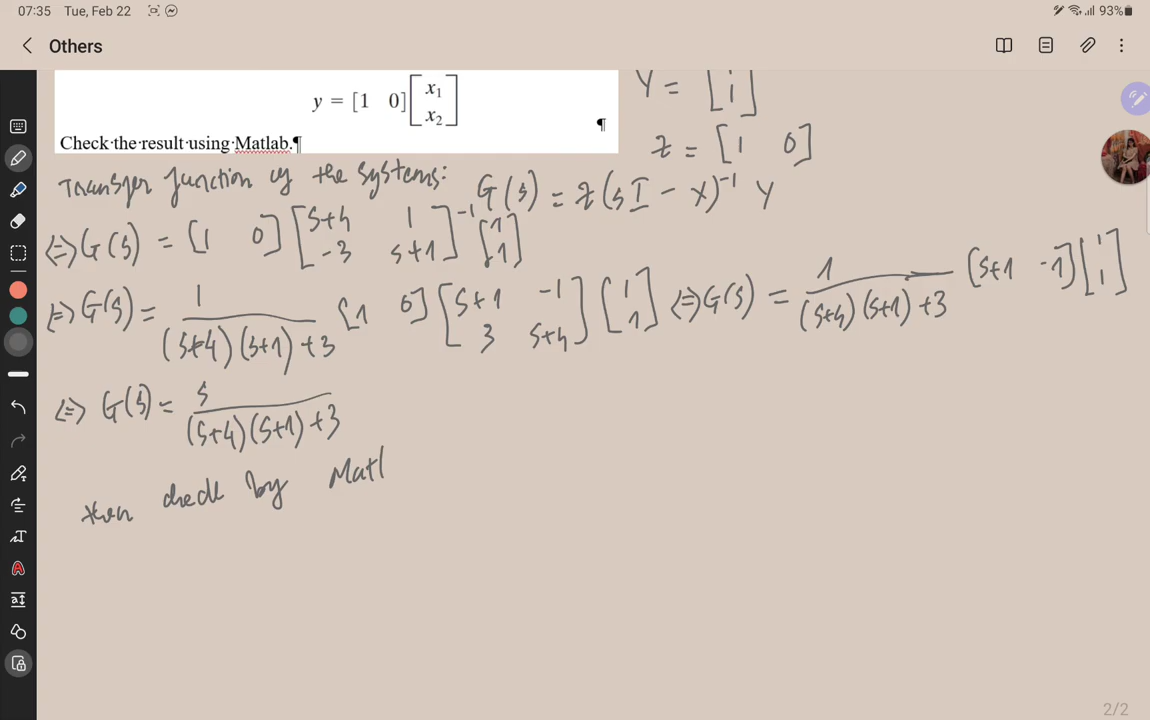 07:35 Tue, Feb 22 93%
Others
y = [1 0] [x₁ x₂]
¶
Check·the·result·using·Matlab.¶
Y = [1 1]
Z = [1 0]
Transfer function of the systems: G(s) = Z(sI - X)⁻¹ Y
<=> G(s) = [1 0] [s+4 1 -3 s+1]⁻¹ [1 1]
<=> G(s) = 1/((s+4)(s+1)+3) [1 0] [s+1 -1 3 s+4] [1 1] <=> G(s) = 1/((s+4)(s+1)+3) [s+1 -1] [1 1]
<=> G(s) = s/((s+4)(s+1)+3)
then check by Matl
2/2